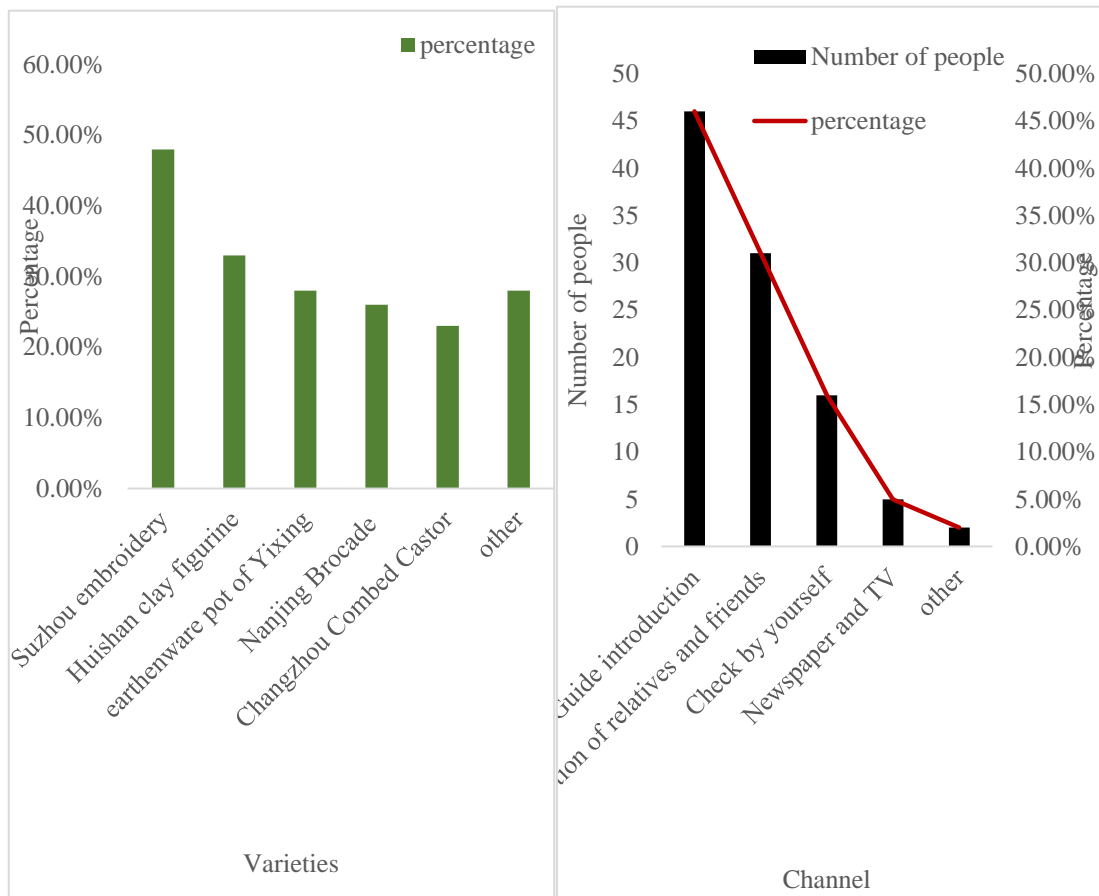 percentage
60.00%
50.00%
40.00%
30.00%
20.00%
10.00%
0.00%
Percentage
Suzhou embroidery
Huishan clay figurine
earthenware pot of Yixing
Nanjing Brocade
Changzhou Combed Castor
other
Varieties
Number of people
percentage
50
45
40
35
30
25
20
15
10
5
0
Number of people
50.00%
45.00%
40.00%
35.00%
30.00%
25.00%
20.00%
15.00%
10.00%
5.00%
0.00%
percentage
Guide introduction
tion of relatives and friends
Check by yourself
Newspaper and TV
other
Channel